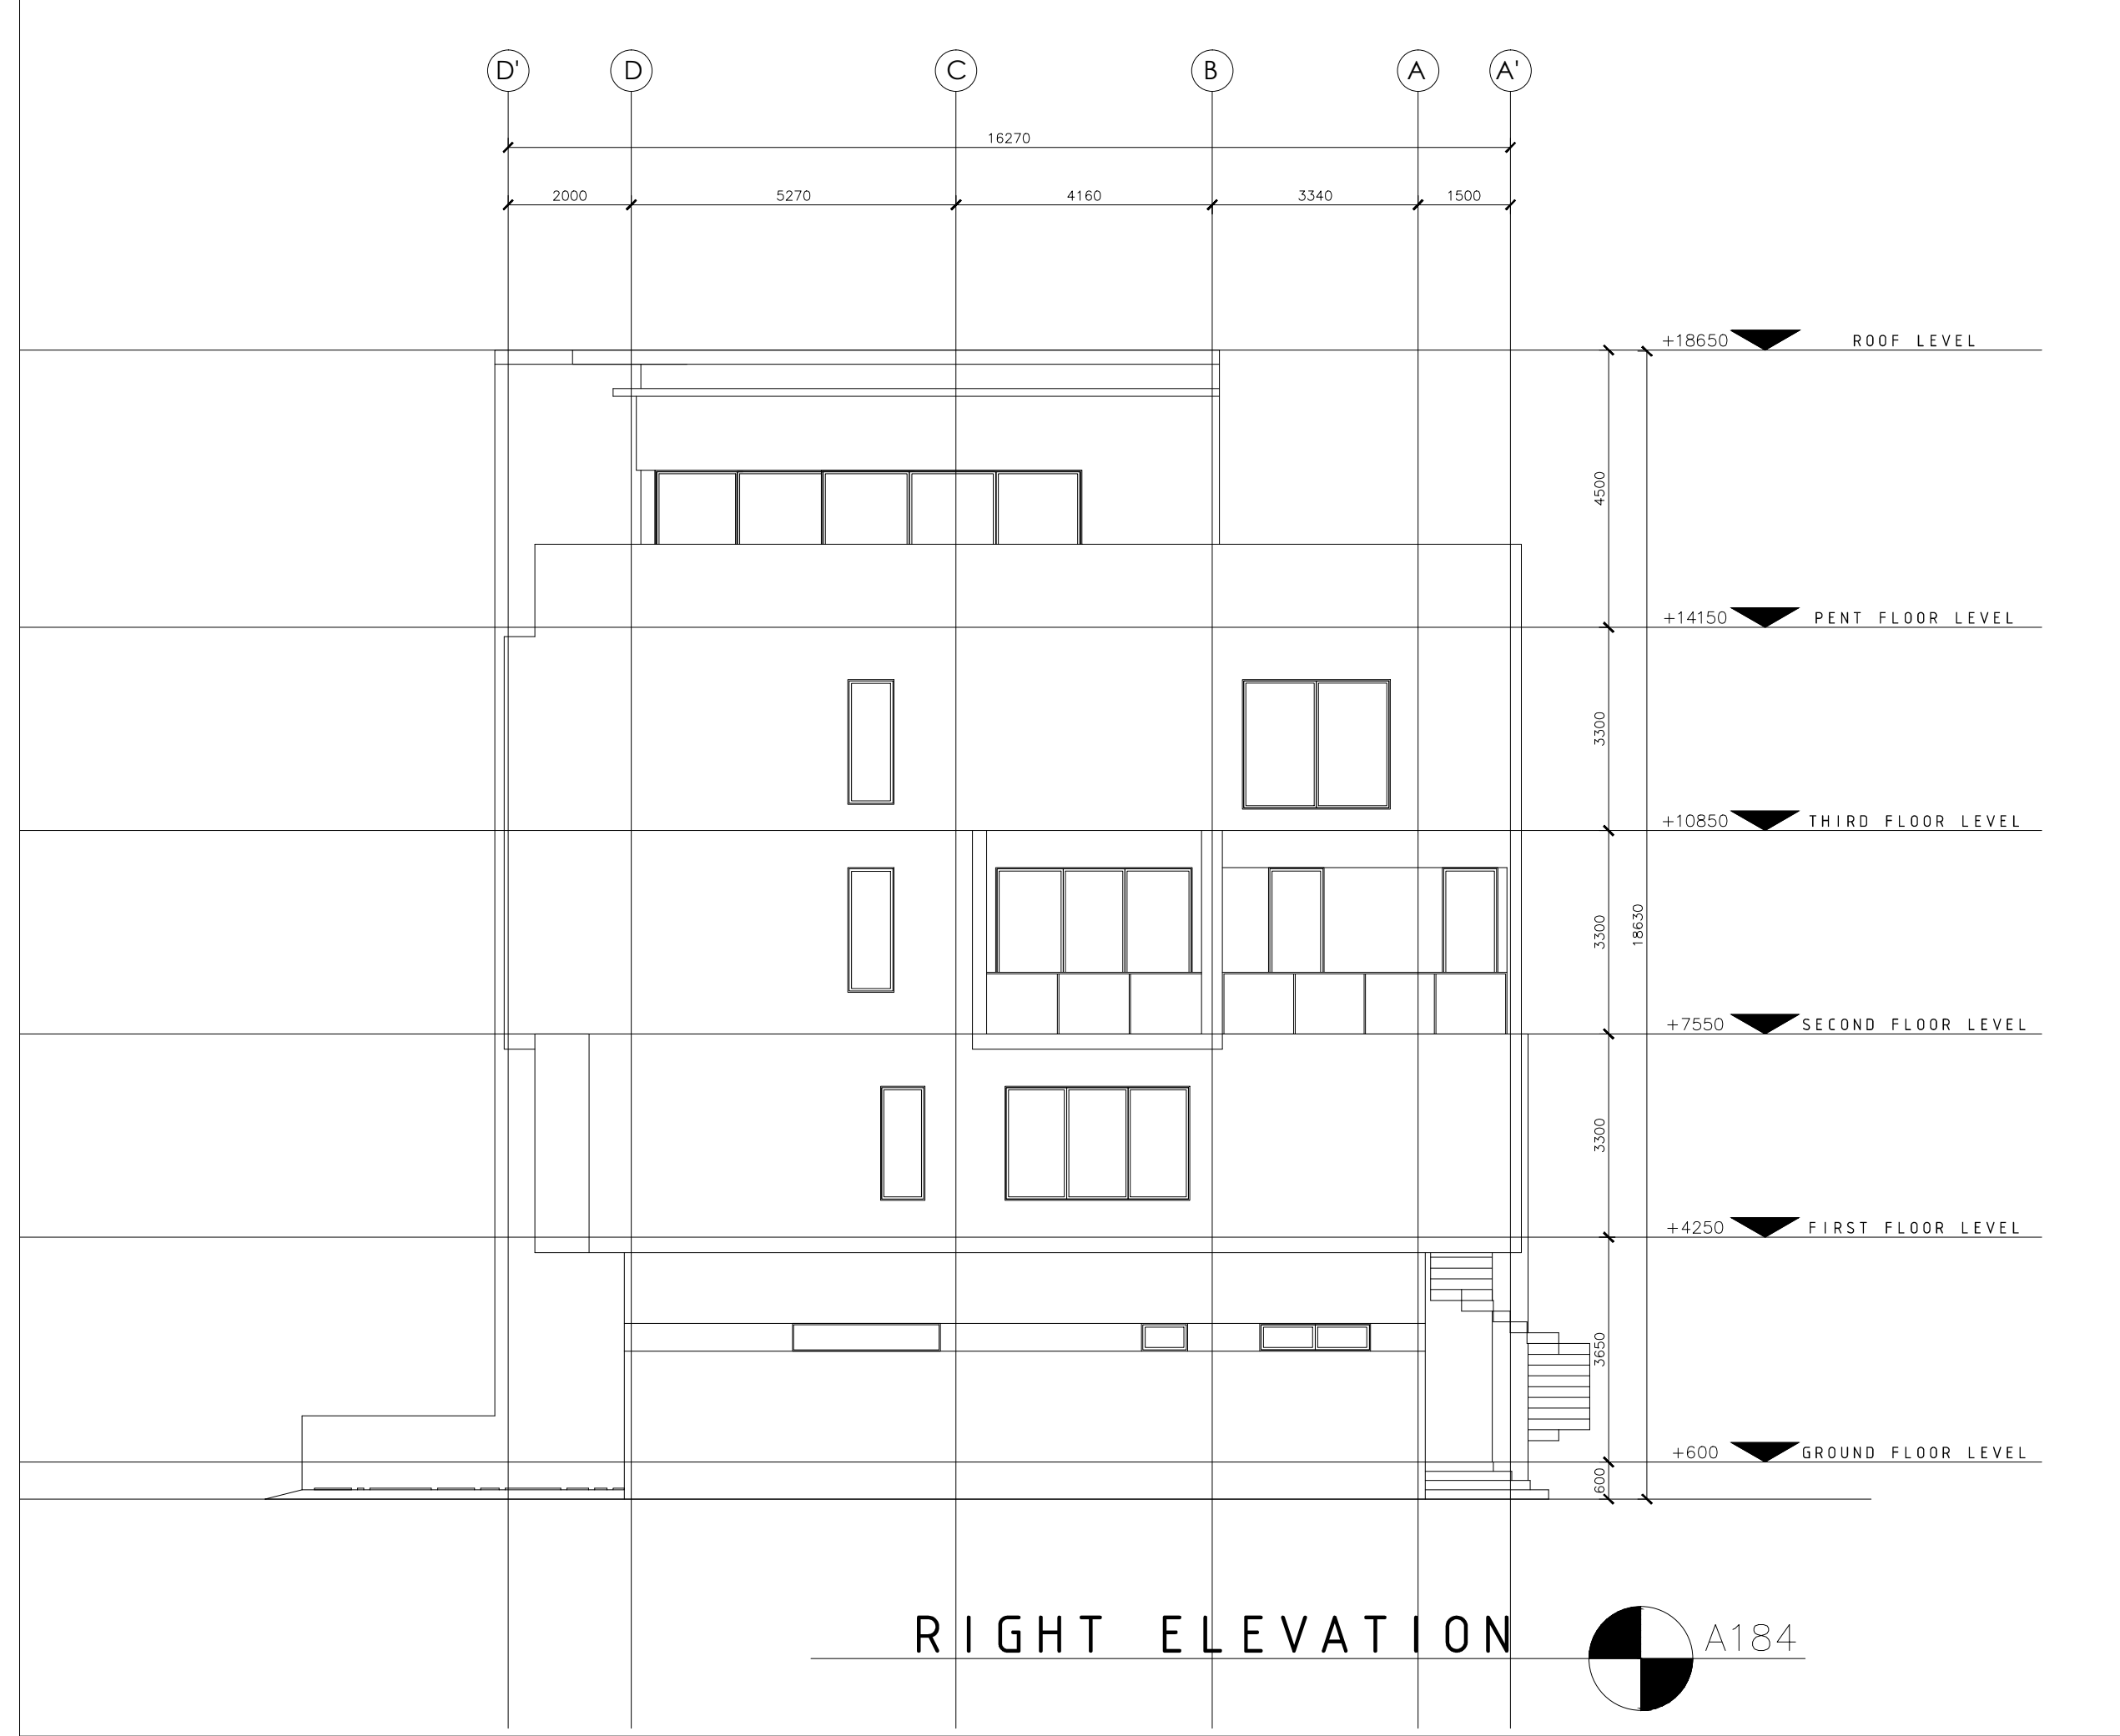 D' D C B A A'
16270
2000 5270 4160 3340 1500
+18650 ROOF LEVEL
4500
+14150 PENT FLOOR LEVEL
3300
+10850 THIRD FLOOR LEVEL
3300
18630
+7550 SECOND FLOOR LEVEL
3300
+4250 FIRST FLOOR LEVEL
3650
+600 GROUND FLOOR LEVEL
600
RIGHT ELEVATION A184